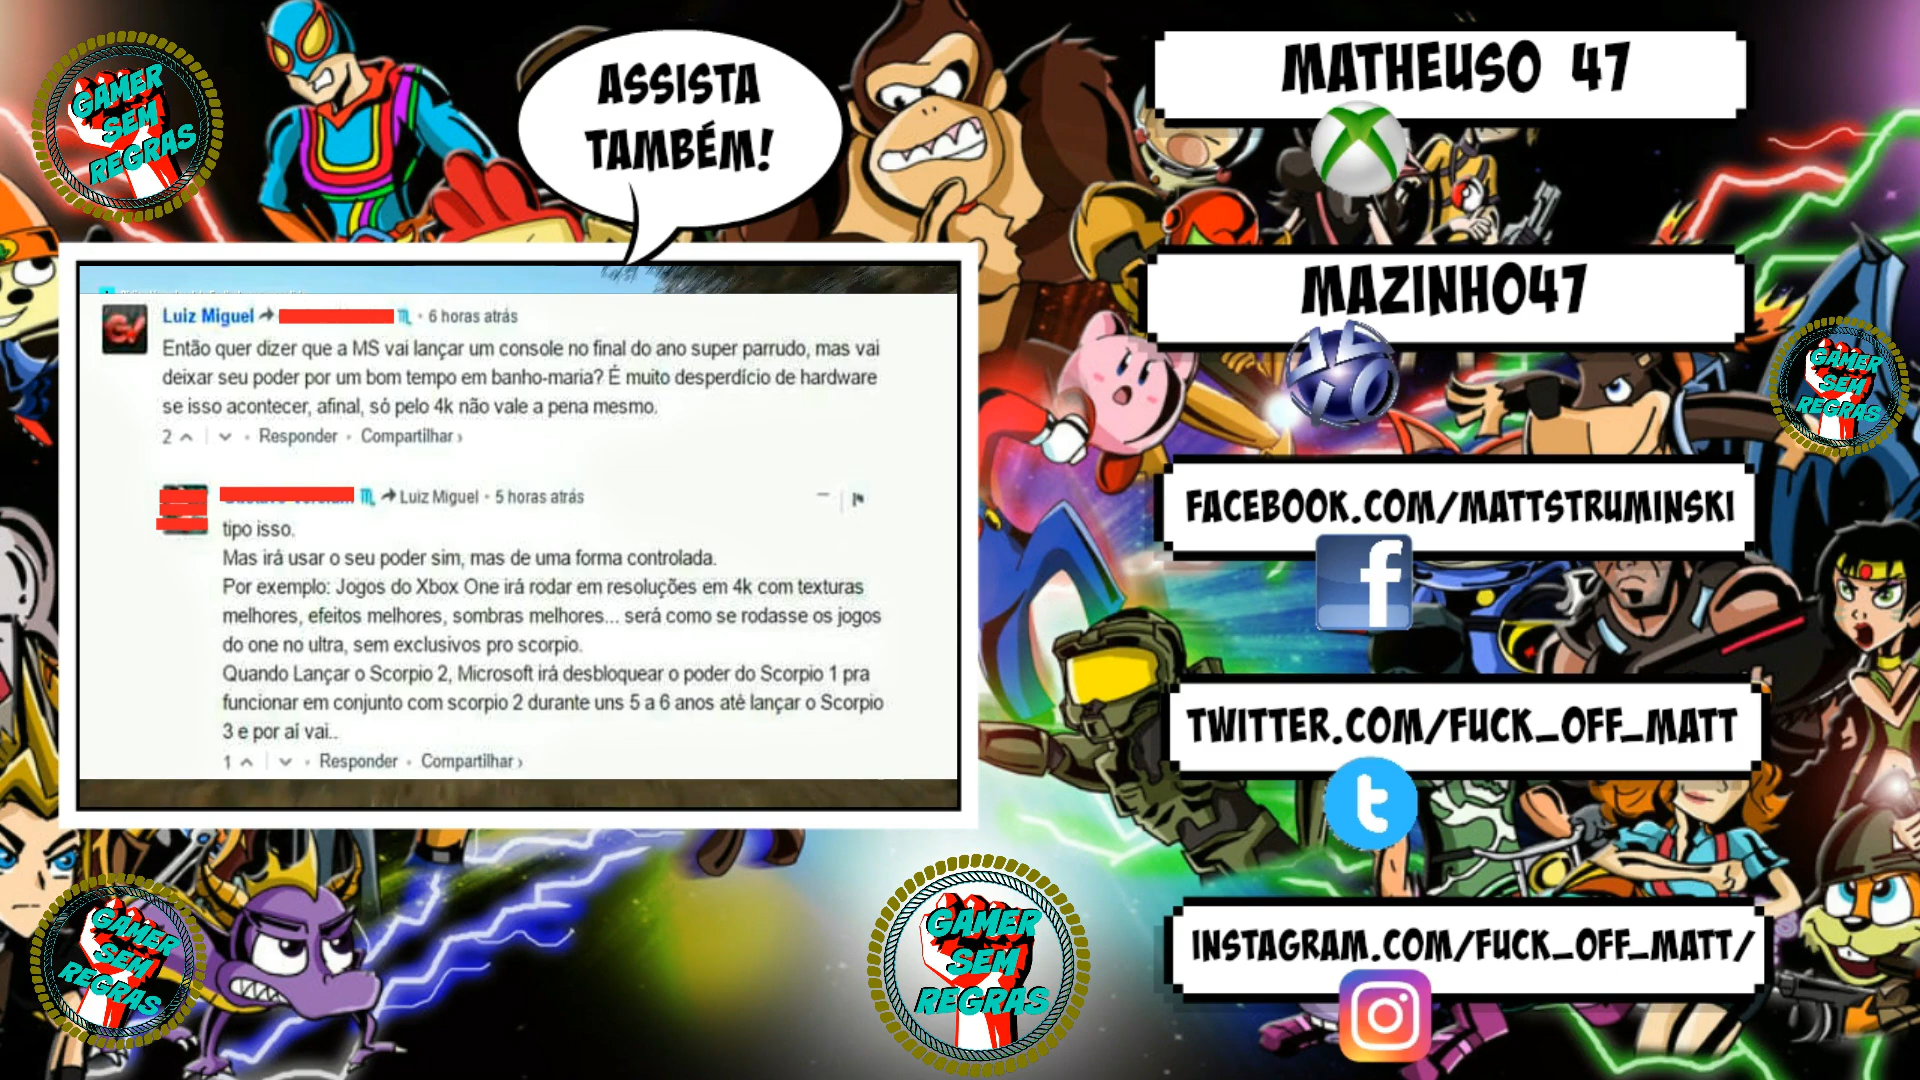 GAMER
SEM
REGRAS
ASSISTA
TAMBÉM!
Luiz Miguel
6 horas atrás
Então quer dizer que a MS vai lançar um console no final do ano super parrudo, mas vai
deixar seu poder por um bom tempo em banho-maria? É muito desperdício de hardware
se isso acontecer, afinal, só pelo 4k não vale a pena mesmo.
2 Responder • Compartilhar ›
Luiz Miguel • 5 horas atrás
tipo isso.
Mas irá usar o seu poder sim, mas de uma forma controlada.
Por exemplo: Jogos do Xbox One irá rodar em resoluções em 4k com texturas
melhores, efeitos melhores, sombras melhores... será como se rodasse os jogos
do one no ultra, sem exclusivos pro scorpio.
Quando Lançar o Scorpio 2, Microsoft irá desbloquear o poder do Scorpio 1 pra
funcionar em conjunto com scorpio 2 durante uns 5 a 6 anos até lançar o Scorpio
3 e por aí vai..
1 Responder • Compartilhar ›
MATHEUSO 47
MAZINHO47
FACEBOOK.COM/MATTSTRUMINSKI
TWITTER.COM/FUCK_OFF_MATT
INSTAGRAM.COM/FUCK_OFF_MATT/
GAMER
SEM
REGRAS
GAMER
SEM
REGRAS
GAMER
SEM
REGRAS